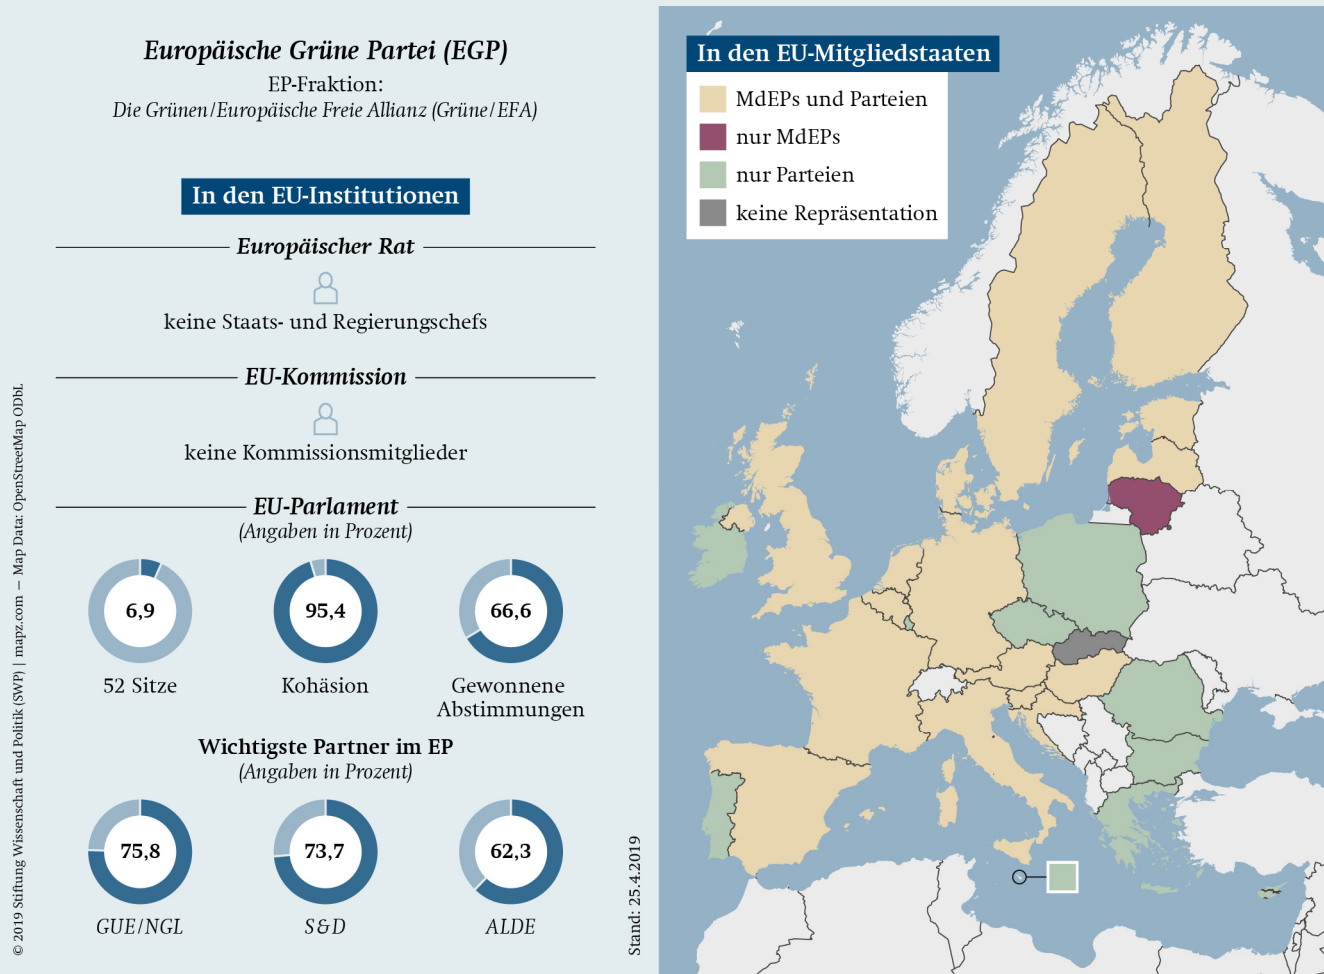 Europäische Grüne Partei (EGP)
EP-Fraktion:
Die Grünen/Europäische Freie Allianz (Grüne/EFA)
In den EU-Institutionen
Europäischer Rat
keine Staats- und Regierungschefs
EU-Kommission
keine Kommissionsmitglieder
EU-Parlament
(Angaben in Prozent)
6,9
95,4
66,6
52 Sitze
Kohäsion
Gewonnene
Abstimmungen
Wichtigste Partner im EP
(Angaben in Prozent)
75,8
73,7
62,3
GUE/NGL
S&D
ALDE
© 2019 Stiftung Wissenschaft und Politik (SWP) | mapz.com — Map Data: OpenStreetMap ODbL
Stand: 25.4.2019
In den EU-Mitgliedstaaten
MdEPs und Parteien
nur MdEPs
nur Parteien
keine Repräsentation